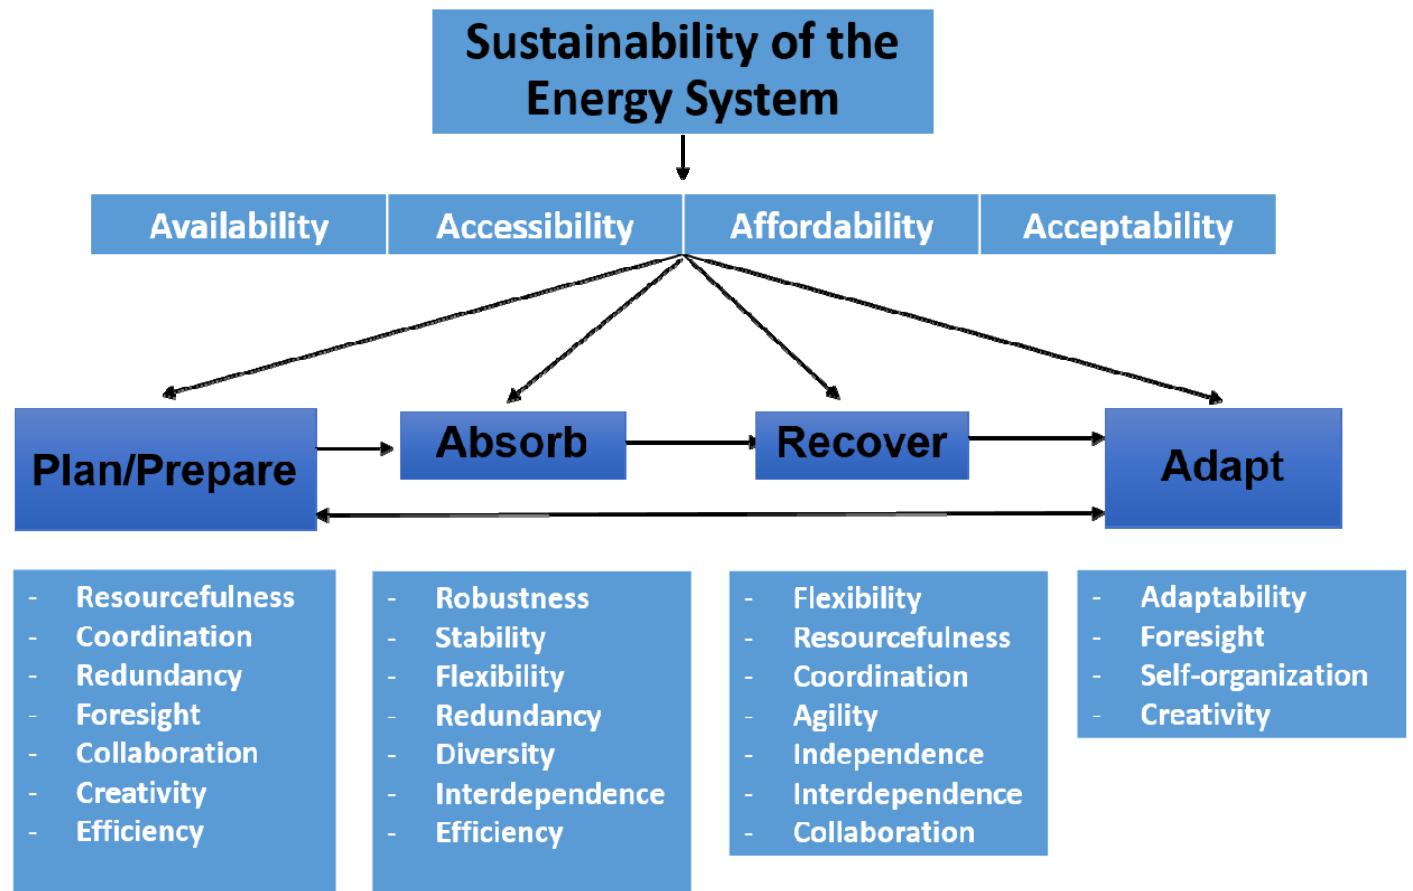 Sustainability of the
Energy System
Availability
Accessibility
Affordability
Acceptability
Plan/Prepare
Absorb
Recover
Adapt
- Resourcefulness
- Coordination
- Redundancy
- Foresight
- Collaboration
- Creativity
- Efficiency
- Robustness
- Stability
- Flexibility
- Redundancy
- Diversity
- Interdependence
- Efficiency
- Flexibility
- Resourcefulness
- Coordination
- Agility
- Independence
- Interdependence
- Collaboration
- Adaptability
- Foresight
- Self-organization
- Creativity